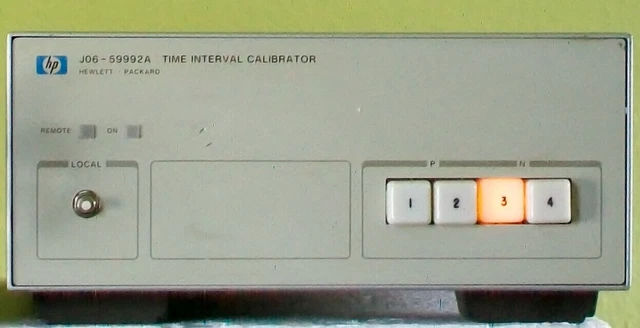 hp J06-59992A TIME INTERVAL CALIBRATOR
HEWLETT · PACKARD
REMOTE ON
LOCAL P N
1 2 3 4